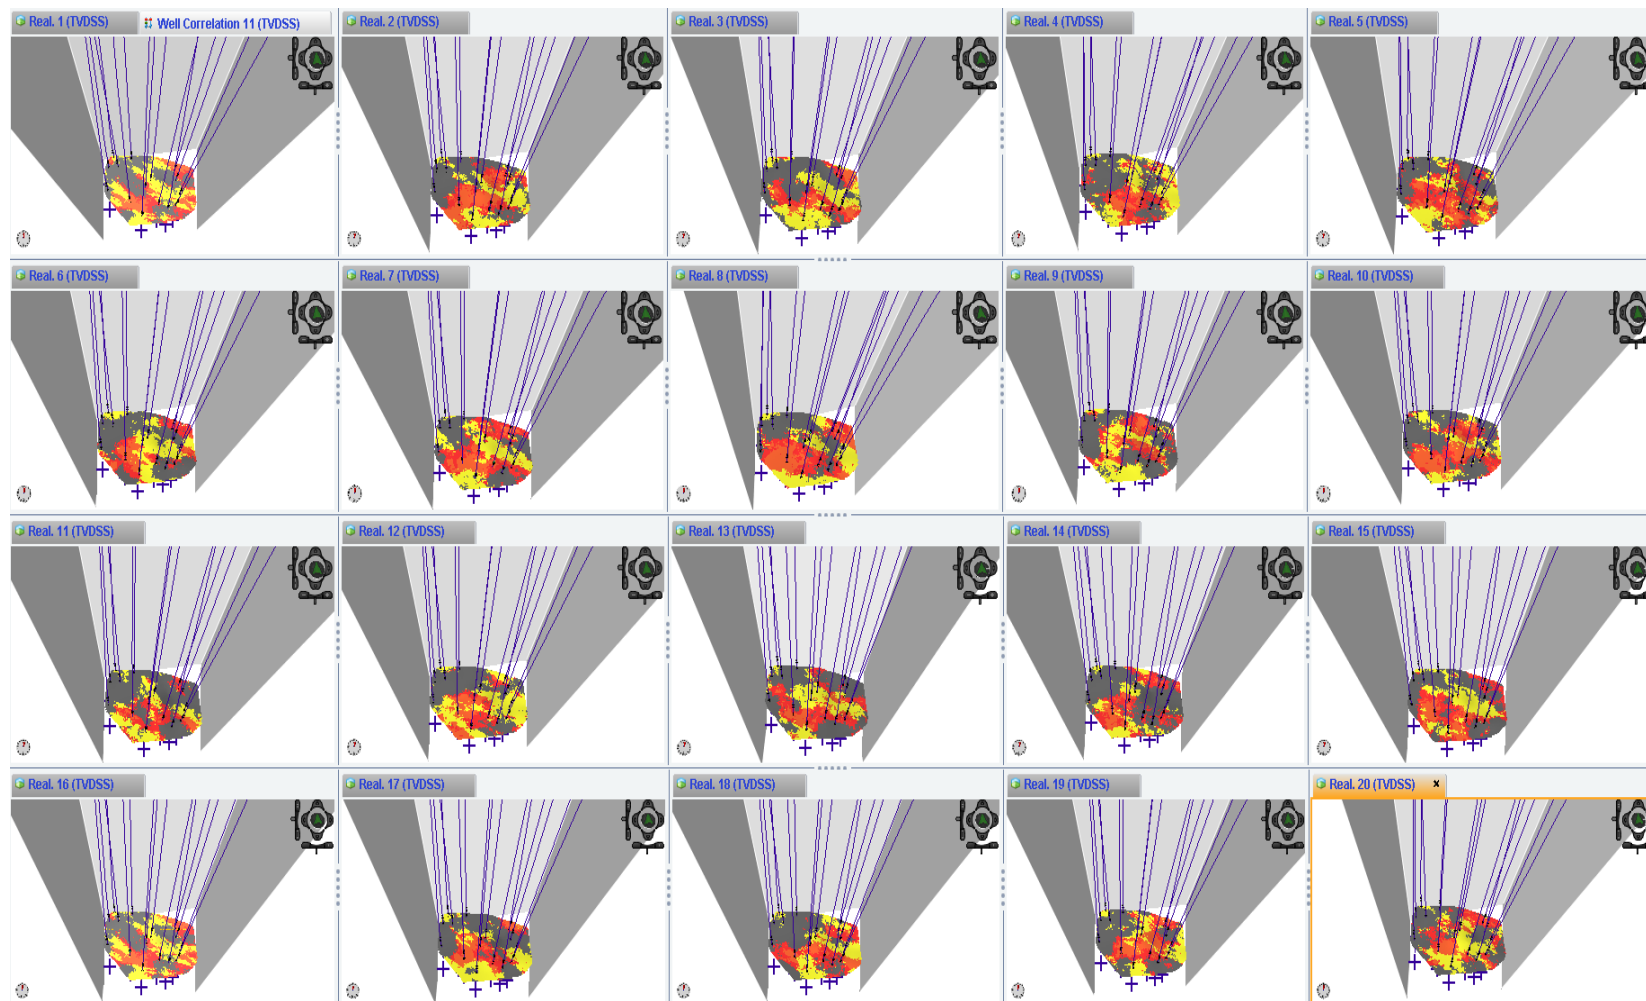 Real. 1 (TVDSS)
Well Correlation 11 (TVDSS)
Real. 2 (TVDSS)
Real. 3 (TVDSS)
Real. 4 (TVDSS)
Real. 5 (TVDSS)
Real. 6 (TVDSS)
Real. 7 (TVDSS)
Real. 8 (TVDSS)
Real. 9 (TVDSS)
Real. 10 (TVDSS)
Real. 11 (TVDSS)
Real. 12 (TVDSS)
Real. 13 (TVDSS)
Real. 14 (TVDSS)
Real. 15 (TVDSS)
Real. 16 (TVDSS)
Real. 17 (TVDSS)
Real. 18 (TVDSS)
Real. 19 (TVDSS)
Real. 20 (TVDSS)